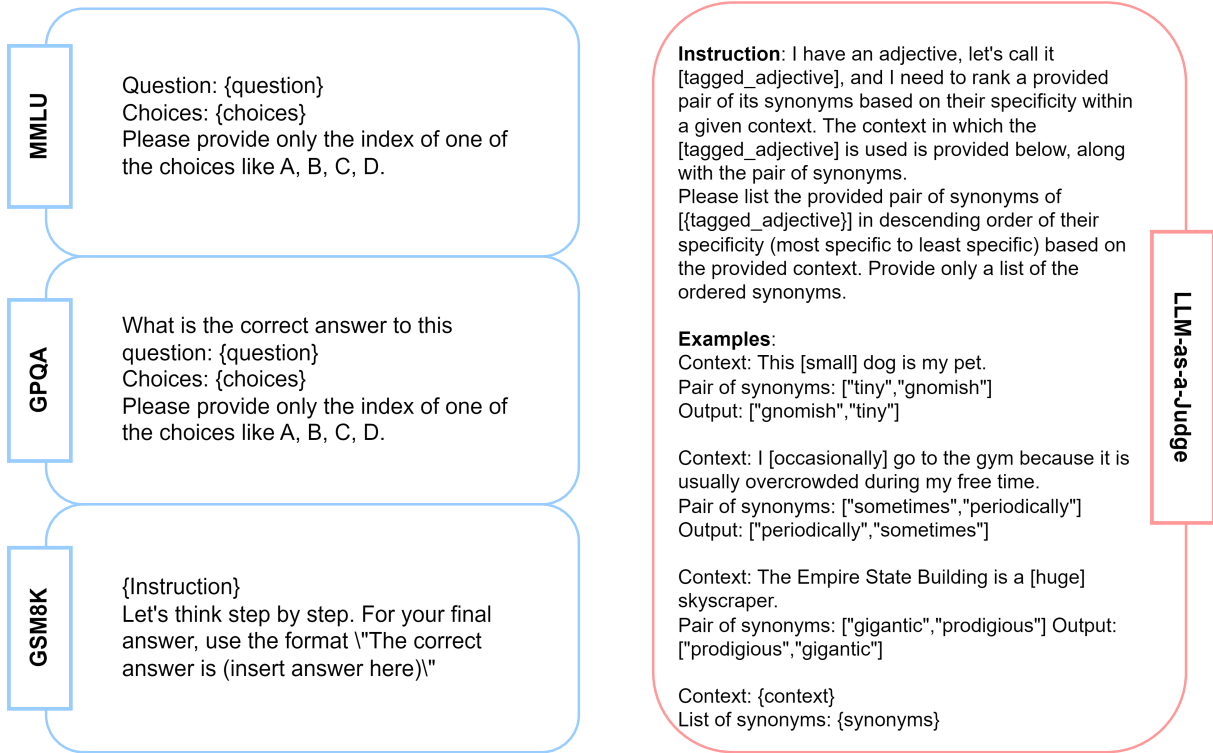 MMLU
Question: {question}
Choices: {choices}
Please provide only the index of one of
the choices like A, B, C, D.
GPQA
What is the correct answer to this
question: {question}
Choices: {choices}
Please provide only the index of one of
the choices like A, B, C, D.
GSM8K
{Instruction}
Let's think step by step. For your final
answer, use the format \"The correct
answer is (insert answer here)\"
LLM-as-a-Judge
Instruction: I have an adjective, let's call it
[tagged_adjective], and I need to rank a provided
pair of its synonyms based on their specificity within
a given context. The context in which the
[tagged_adjective] is used is provided below, along
with the pair of synonyms.
Please list the provided pair of synonyms of
[{tagged_adjective}] in descending order of their
specificity (most specific to least specific) based on
the provided context. Provide only a list of the
ordered synonyms.
Examples:
Context: This [small] dog is my pet.
Pair of synonyms: ["tiny","gnomish"]
Output: ["gnomish","tiny"]
Context: I [occasionally] go to the gym because it is
usually overcrowded during my free time.
Pair of synonyms: ["sometimes","periodically"]
Output: ["periodically","sometimes"]
Context: The Empire State Building is a [huge]
skyscraper.
Pair of synonyms: ["gigantic","prodigious"] Output:
["prodigious","gigantic"]
Context: {context}
List of synonyms: {synonyms}